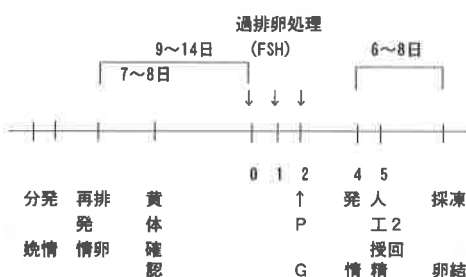 過排卵処理
9～14日 (FSH) 6～8日
7～8日
↓ ↓ ↓
0 1 2 4 5
分発 再排 黄 ↑ 発 人 採凍
発 体 P 工2
娩情 情卵 確 授回
認 G 情 精 卵結